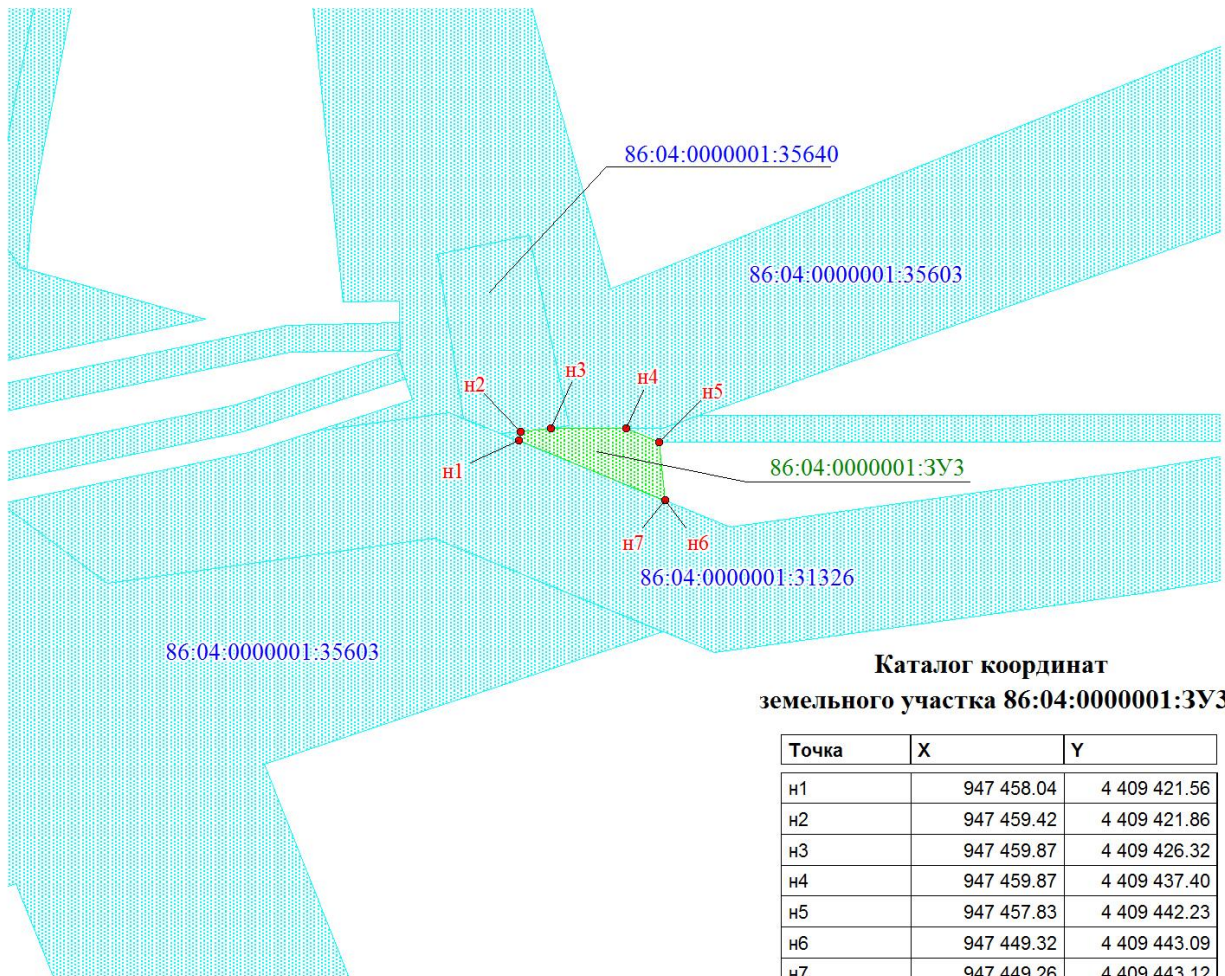 86:04:0000001:35640
86:04:0000001:35603
н2
н3
н4
н5
н1
86:04:0000001:ЗУ3
н7
н6
86:04:0000001:31326
86:04:0000001:35603
Каталог координат
земельного участка 86:04:0000001:ЗУ3
Точка X Y
н1 947 458.04 4 409 421.56
н2 947 459.42 4 409 421.86
н3 947 459.87 4 409 426.32
н4 947 459.87 4 409 437.40
н5 947 457.83 4 409 442.23
н6 947 449.32 4 409 443.09
н7 947 449.26 4 409 443.12